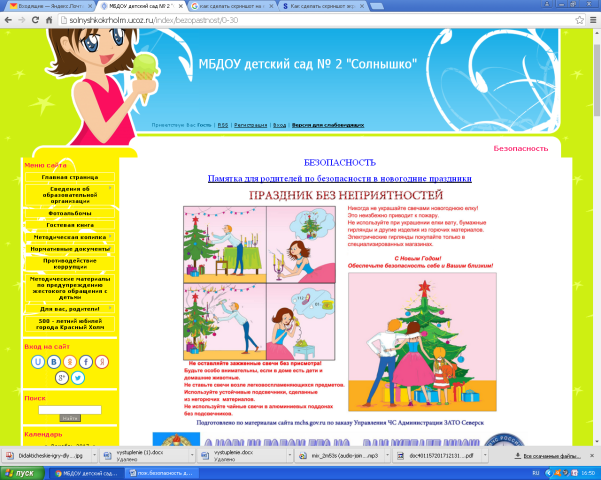 Входящие — Яндекс.Почт
МБДОУ детский сад № 2 "
как сделать скриншот на
Как сделать скриншот э
solnyshkokrholm.ucoz.ru/index/bezopastnost/0-30
МБДОУ детский сад № 2 "Солнышко"
Приветствую Вас Гость | RSS | Регистрация | Вход | Версия для слабовидящих
Безопасность
Меню сайта
Главная страница
Сведения об
образовательной
организации
Фотоальбомы
Гостевая книга
Методическая копилка
Нормативные документы
Противодействие
коррупции
Методические материалы
по предупреждению
жестокого обращения с
детьми
Для вас, родители!
500 - летний юбилей
города Красный Холм
Вход на сайт
Поиск
Найти
Календарь
БЕЗОПАСНОСТЬ
Памятка для родителей по безопасности в новогодние праздники
ПРАЗДНИК БЕЗ НЕПРИЯТНОСТЕЙ
Никогда не украшайте свечами новогоднюю елку!
Это неизбежно приводит к пожару.
Не используйте при украшении елки вату, бумажные
гирлянды и другие изделия из горючих материалов.
Электрические гирлянды покупайте только в
специализированных магазинах.
С Новым Годом!
Обеспечьте безопасность себе и Вашим близким!
Не оставляйте зажженные свечи без присмотра!
Будьте особо внимательны, если в доме есть дети и
домашние животные.
Не ставьте свечи возле легковоспламеняющихся предметов.
Используйте устойчивые подсвечники, сделанные
из негорючих материалов.
Не используйте чайные свечи в алюминиевых поддонах
без подсвечников.
Подготовлено по материалам сайта mchs.gov.ru по заказу Управления ЧС Администрации ЗАТО Северск
Didakticheskie-igry-dly....jpg
vystuplenie (1).docx
Удалено
vystuplenie.docx
Удалено
mix_2m53s (audio-join....mp3
doc401157201712131....pdf
Все скачанные файлы...
пуск
МБДОУ детский сад...
пож.безопасность д...
RU
16:50